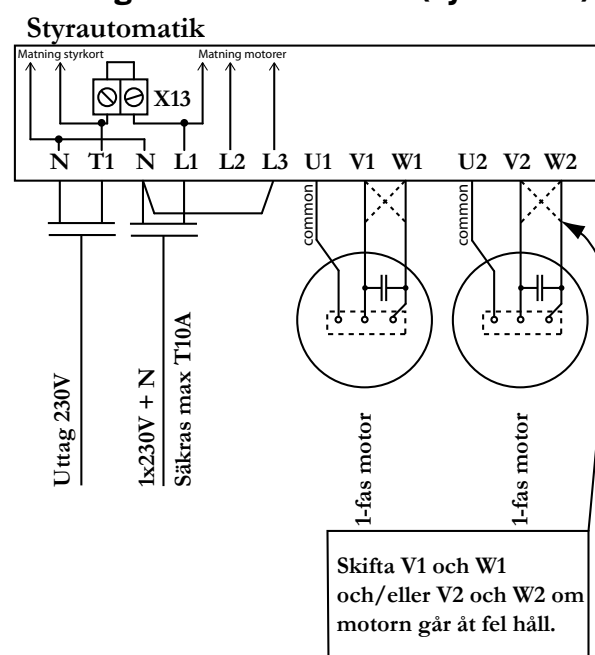 Styrautomatik
Matning styrkort
Matning motorer
X13
N T1 N L1 L2 L3 U1 V1 W1 U2 V2 W2
common
common
Uttag 230V
1x230V + N
Säkras max T10A
1-fas motor
1-fas motor
Skifta V1 och W1
och/eller V2 och W2 om
motorn går åt fel håll.